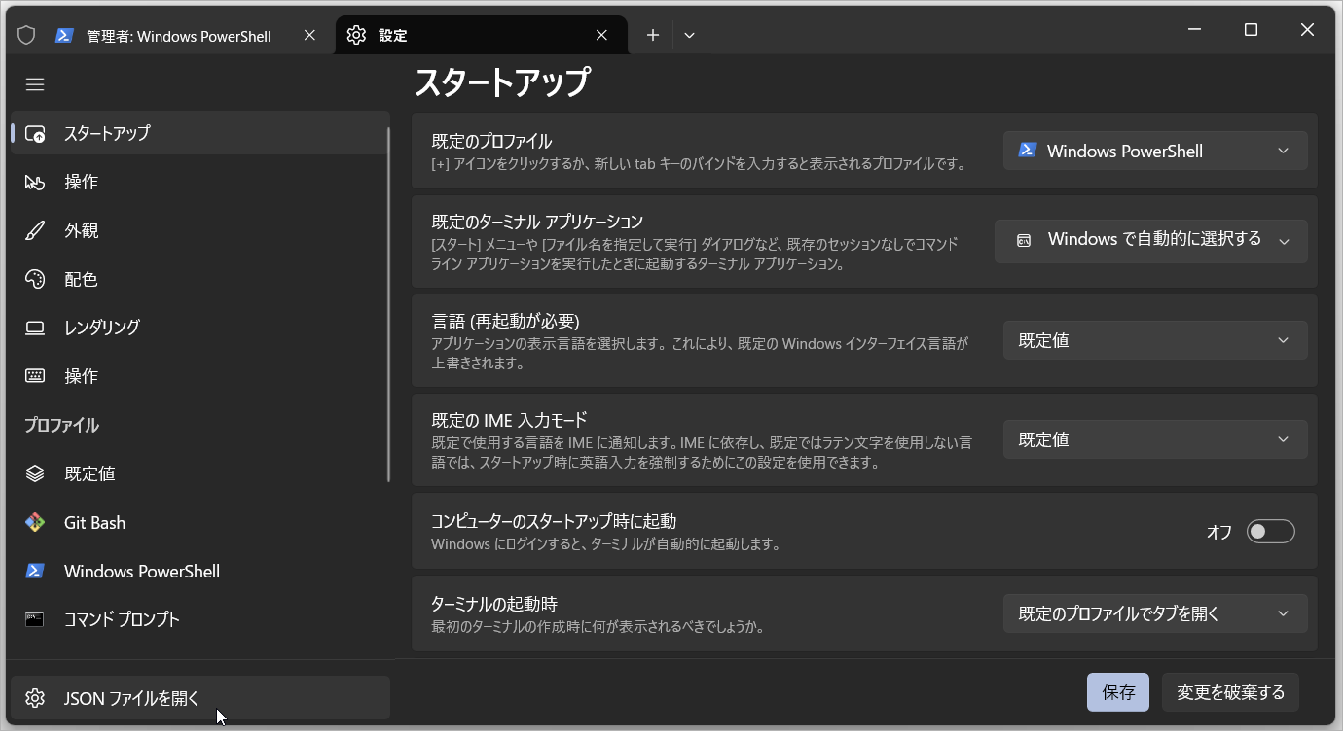 管理者: Windows PowerShell
設定
スタートアップ
操作
外観
配色
レンダリング
操作
プロファイル
既定値
Git Bash
Windows PowerShell
コマンド プロンプト
JSON ファイルを開く
スタートアップ
既定のプロファイル
[+] アイコンをクリックするか、新しい tab キーのバインドを入力すると表示されるプロファイルです。
Windows PowerShell
既定のターミナル アプリケーション
[スタート] メニューや [ファイル名を指定して実行] ダイアログなど、既存のセッションなしでコマンド
ライン アプリケーションを実行したときに起動するターミナル アプリケーション。
Windows で自動的に選択する
言語 (再起動が必要)
アプリケーションの表示言語を選択します。これにより、既定の Windows インターフェイス言語が
上書きされます。
既定値
既定の IME 入力モード
既定で使用する言語を IME に通知します。IME に依存し、既定ではラテン文字を使用しない言
語では、スタートアップ時に英語入力を強制するためにこの設定を使用できます。
既定値
コンピューターのスタートアップ時に起動
Windows にログインすると、ターミナルが自動的に起動します。
オフ
ターミナルの起動時
最初のターミナルの作成時に何が表示されるべきでしょうか。
既定のプロファイルでタブを開く
保存
変更を破棄する